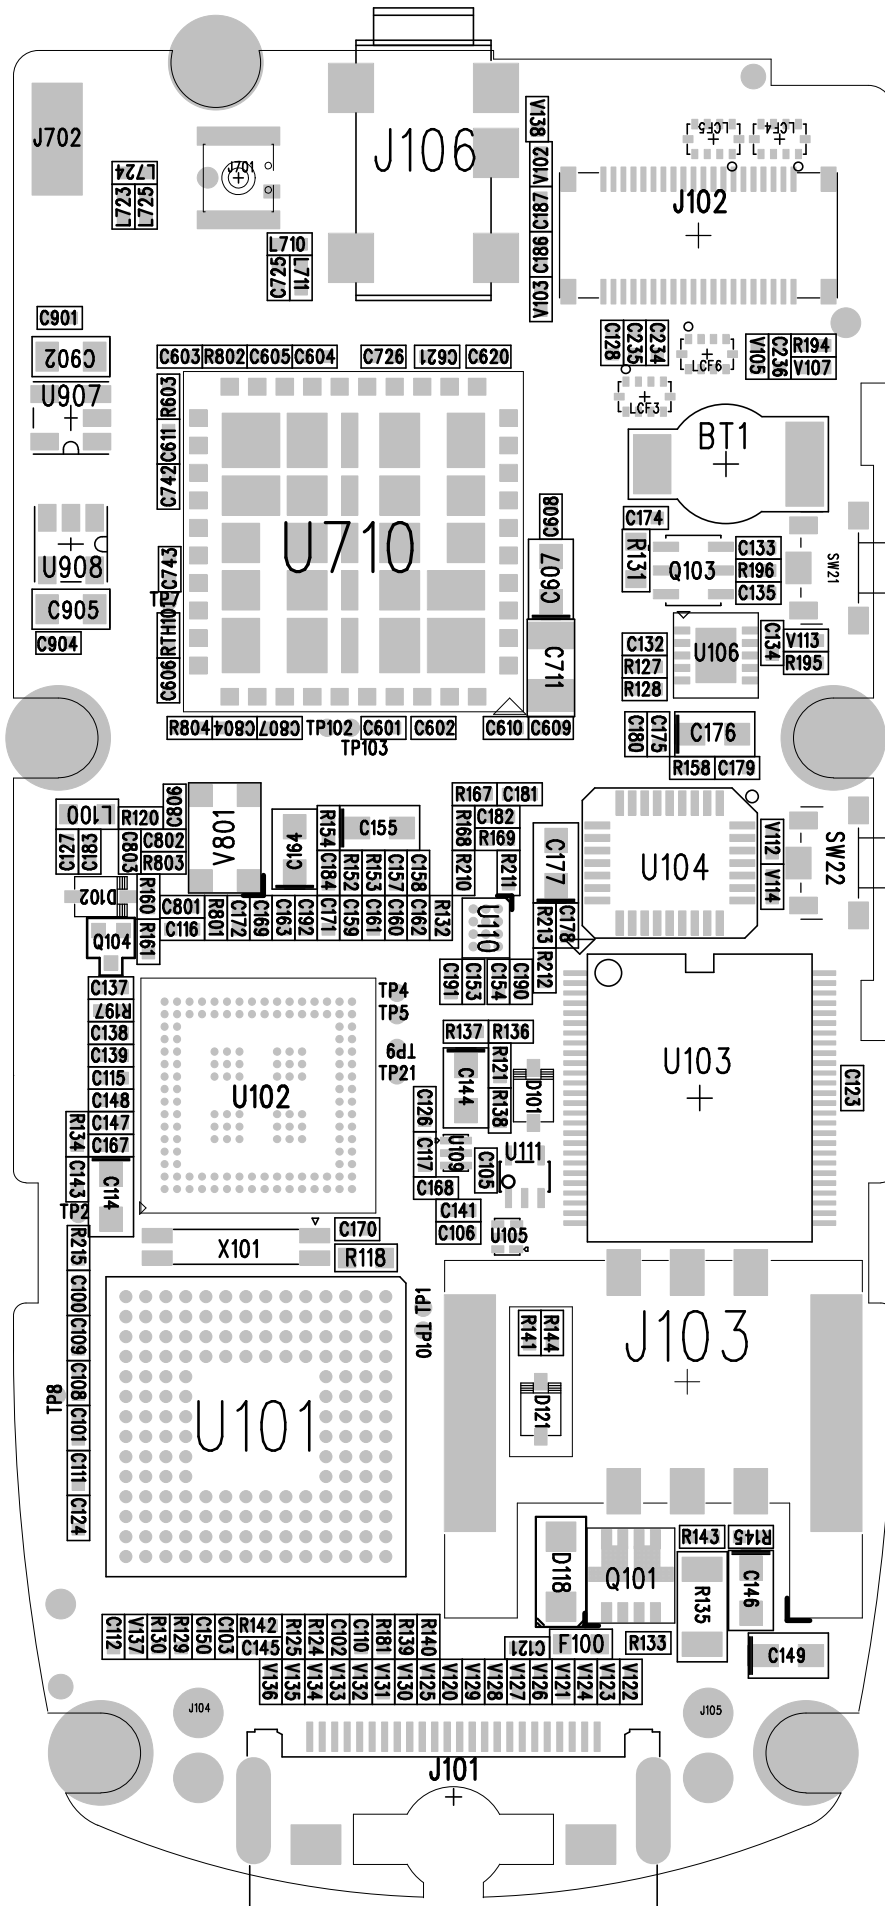 J702
L724
L723
L725
J701
J106
L710
C725
L711
V138
V102
C187
C186
V103
LCF5
LCF4
J102
C901
C902
U907
U908
C905
C904
C603 R802 C605 C604
C726 C621 C620
R603
C611
C742
C743
TP7
RTH101
C606
U710
C608
C607
C711
R804 C804 C807 TP102 C601 C602 C610 C609
TP103
C128
C235
C234
LCF6
LCF3
V105
C236
R194
V107
BT1
C174
R131
Q103
C133
R196
C135
SW21
C132
R127
R128
U106
C134
V113
R195
C180
C175
C176
R158 C179
L100
C127
C183
R120
C803
C806
C802
R803
V801
C164
R154
C155
R167 C181
R168
C182
R169
C184
R152
R153
C157
C158
R210
R211
C177
U104
V112
V114
SW22
D102
R160
R161
C801
C116
R801
C172
C169
C163
C192
C171
C159
C161
C160
C162
R132
U110
R213
C178
R212
Q104
C137
R197
C138
C139
C115
C148
C147
C167
R134
C143
C114
TP2
R215
U102
TP4
TP5
TP9
TP21
C191
C153
C154
C190
R137 R136
C144
R121
R138
D101
C126
C117
U109
C105
U111
C168
C141
C106
U105
U103
C123
X101
C170
R118
C100
C109
C108
C101
C111
C124
TP8
U101
TP1
TP10
J103
R141
R144
D121
D118
Q101
R143 R145
R135
C146
C149
C112
V137
R130
R129
C150
C103
R142
C145
R125
R124
C102
C110
R181
R139
R140
C121
F100
R133
V136
V135
V134
V133
V132
V131
V130
V125
V120
V129
V128
V127
V126
V121
V124
V123
V122
J104
J105
J101